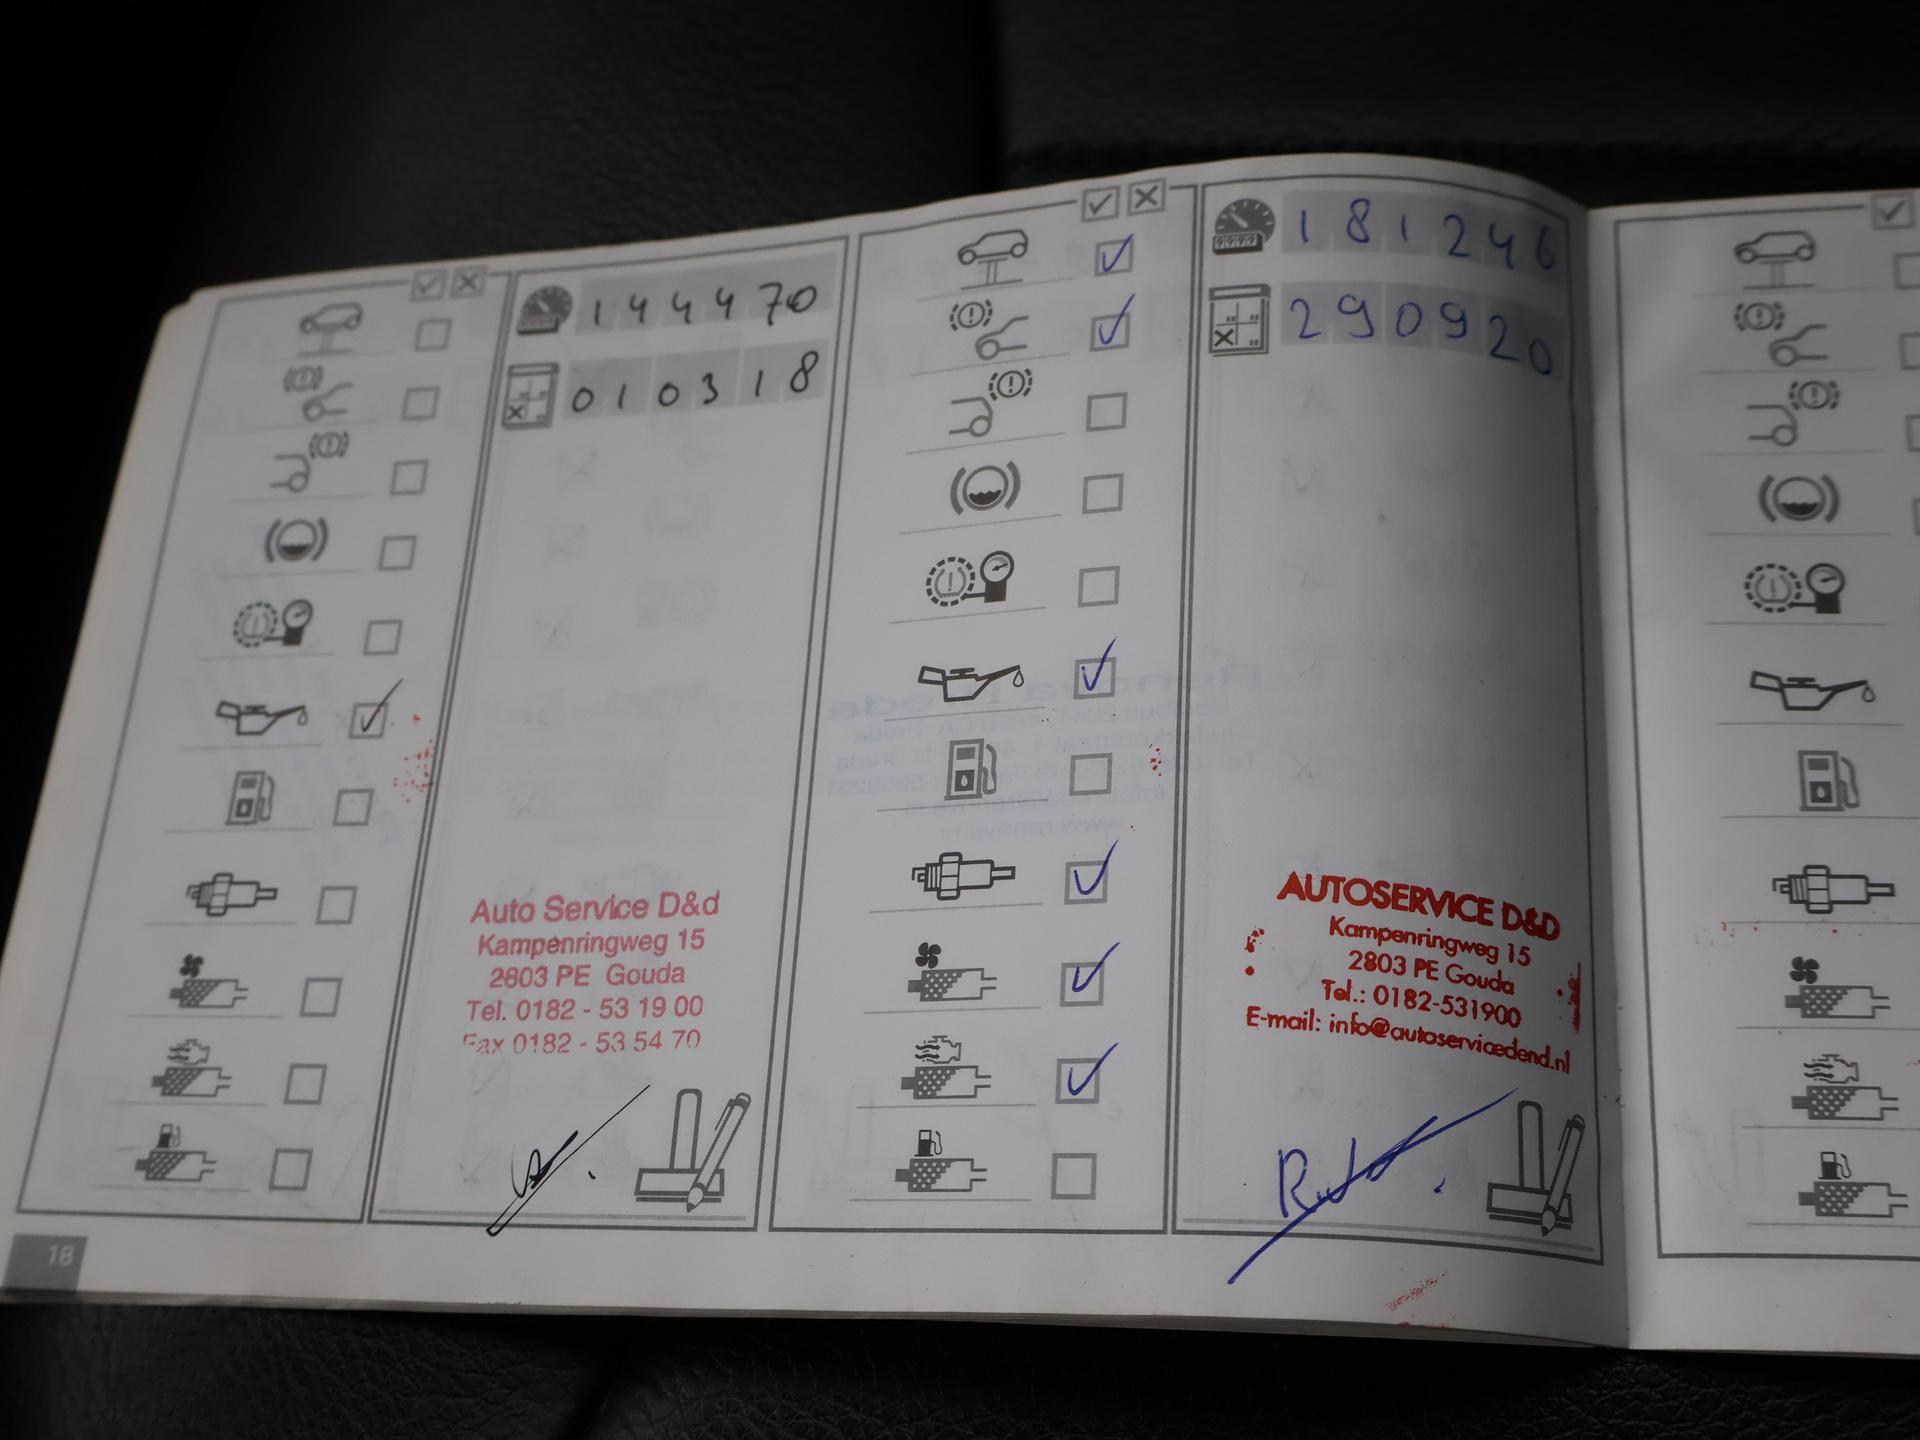 144470
010318
Auto Service D&d
Kampenringweg 15
2803 PE Gouda
Tel. 0182 - 53 19 00
Fax 0182 - 53 54 70
181246
290920
AUTOSERVICE D&D
Kampenringweg 15
2803 PE Gouda
Tel.: 0182-531900
E-mail: info@autoservicedend.nl
18